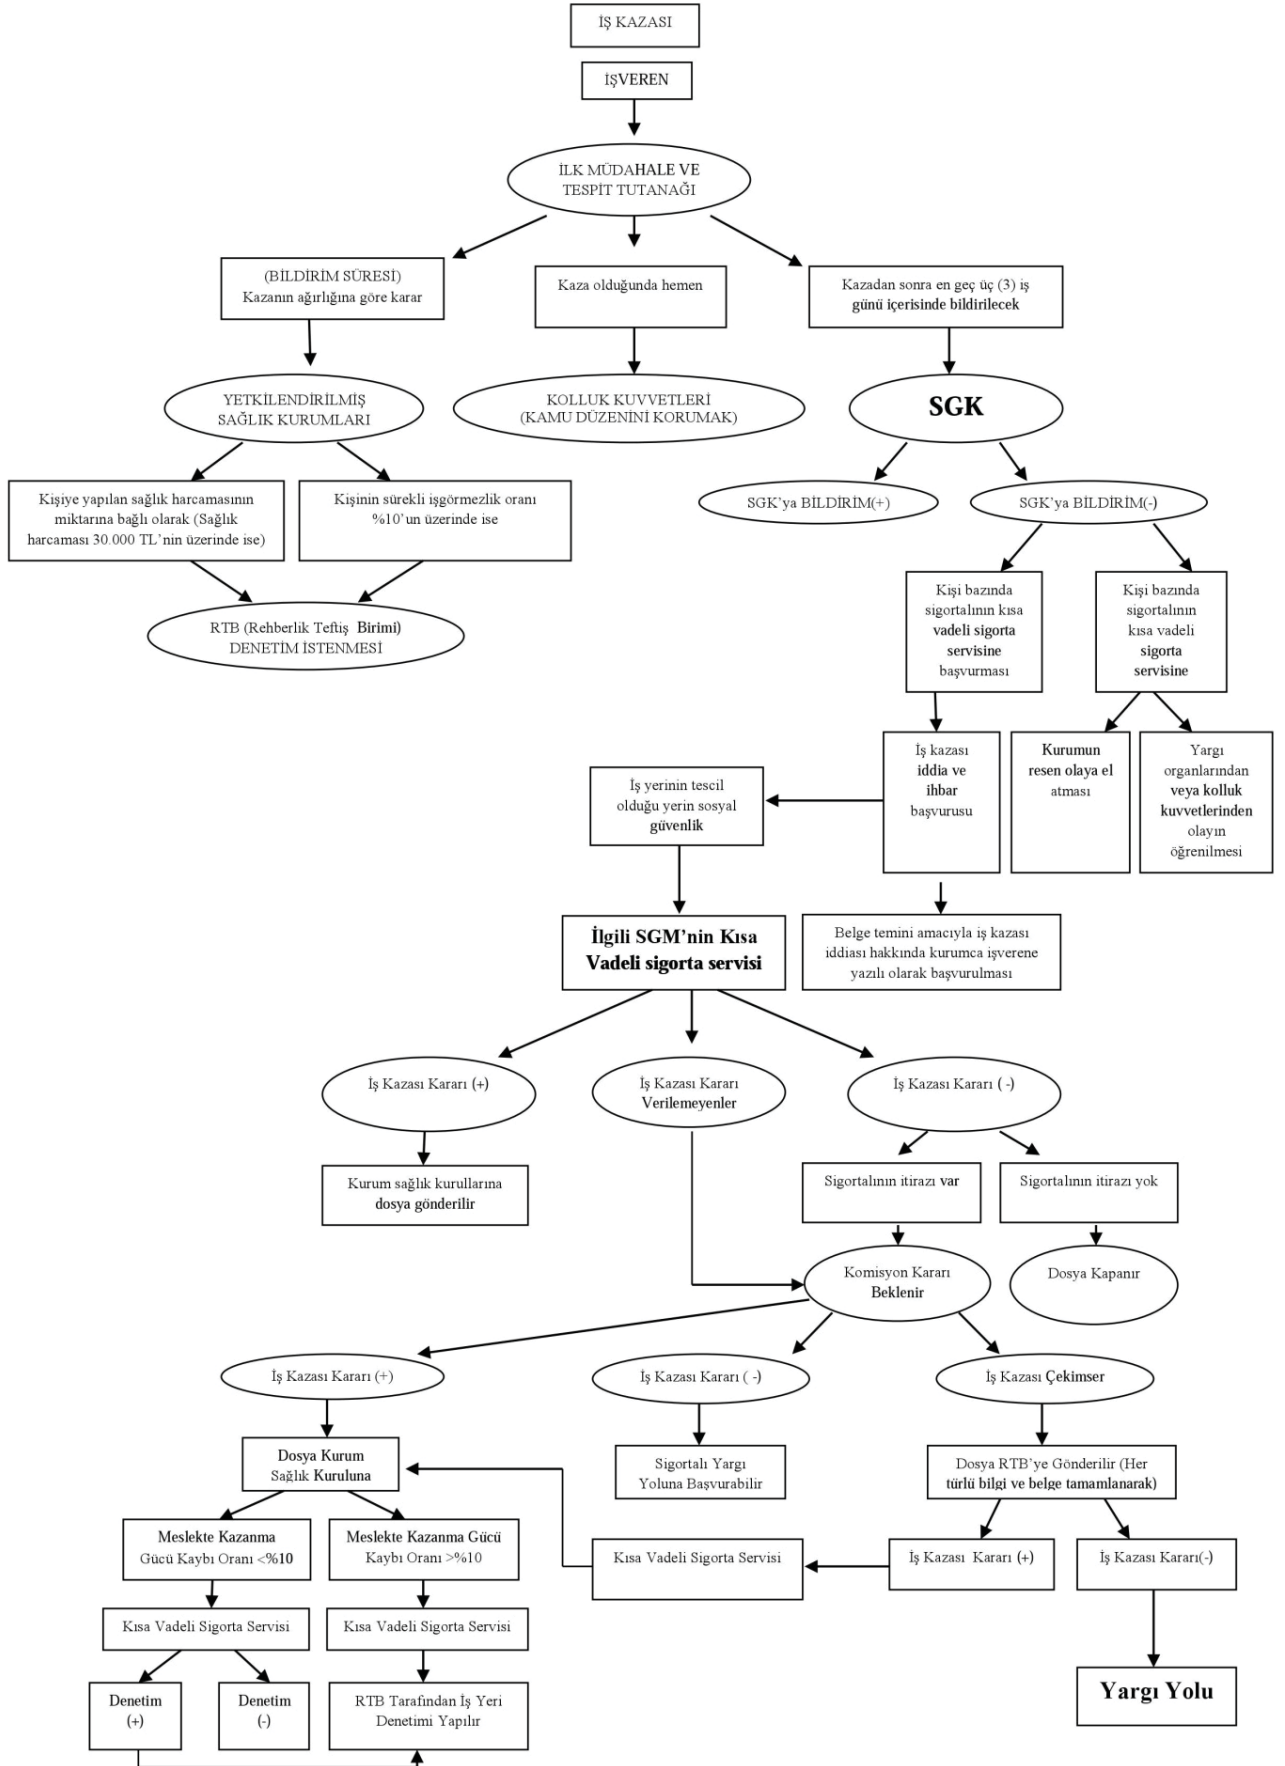 İŞ KAZASI
İŞVEREN
İLK MÜDAHALE VE
TESPİT TUTANAĞI
(BİLDİRİM SÜRESİ)
Kazanın ağırlığına göre karar
Kaza olduğunda hemen
Kazadan sonra en geç üç (3) iş
günü içerisinde bildirilecek
YETKİLENDİRİLMİŞ
SAĞLIK KURUMLARI
KOLLUK KUVVETLERİ
(KAMU DÜZENİNİ KORUMAK)
SGK
Kişiye yapılan sağlık harcamasının
miktarına bağlı olarak (Sağlık
harcaması 30.000 TL'nin üzerinde ise)
Kişinin sürekli işgörmezlik oranı
%10'un üzerinde ise
SGK'ya BİLDİRİM(+)
SGK'ya BİLDİRİM(-)
RTB (Rehberlik Teftiş Birimi)
DENETİM İSTENMESİ
Kişi bazında
sigortalının kısa
vadeli sigorta
servisine
başvurması
Kişi bazında
sigortalının
kısa vadeli
sigorta
servisine
İş yerinin tescil
olduğu yerin sosyal
güvenlik
İş kazası
iddia ve
ihbar
başvurusu
Kurumun
resen olaya el
atması
Yargı
organlarından
veya kolluk
kuvvetlerinden
olayın
öğrenilmesi
İlgili SGM'nin Kısa
Vadeli sigorta servisi
Belge temini amacıyla iş kazası
iddiası hakkında kurumca işverene
yazılı olarak başvurulması
İş Kazası Kararı (+)
İş Kazası Kararı
Verilemeyenler
İş Kazası Kararı ( -)
Kurum sağlık kurullarına
dosya gönderilir
Sigortalının itirazı var
Sigortalının itirazı yok
Komisyon Kararı
Beklenir
Dosya Kapanır
İş Kazası Kararı (+)
İş Kazası Kararı ( -)
İş Kazası Çekimser
Dosya Kurum
Sağlık Kuruluna
Sigortalı Yargı
Yoluna Başvurabilir
Dosya RTB'ye Gönderilir (Her
türlü bilgi ve belge tamamlanarak)
Meslekte Kazanma
Gücü Kaybı Oranı <%10
Meslekte Kazanma Gücü
Kaybı Oranı >%10
Kısa Vadeli Sigorta Servisi
İş Kazası Kararı (+)
İş Kazası Kararı(-)
Kısa Vadeli Sigorta Servisi
Kısa Vadeli Sigorta Servisi
Denetim
(+)
Denetim
(-)
RTB Tarafından İş Yeri
Denetimi Yapılır
Yargı Yolu